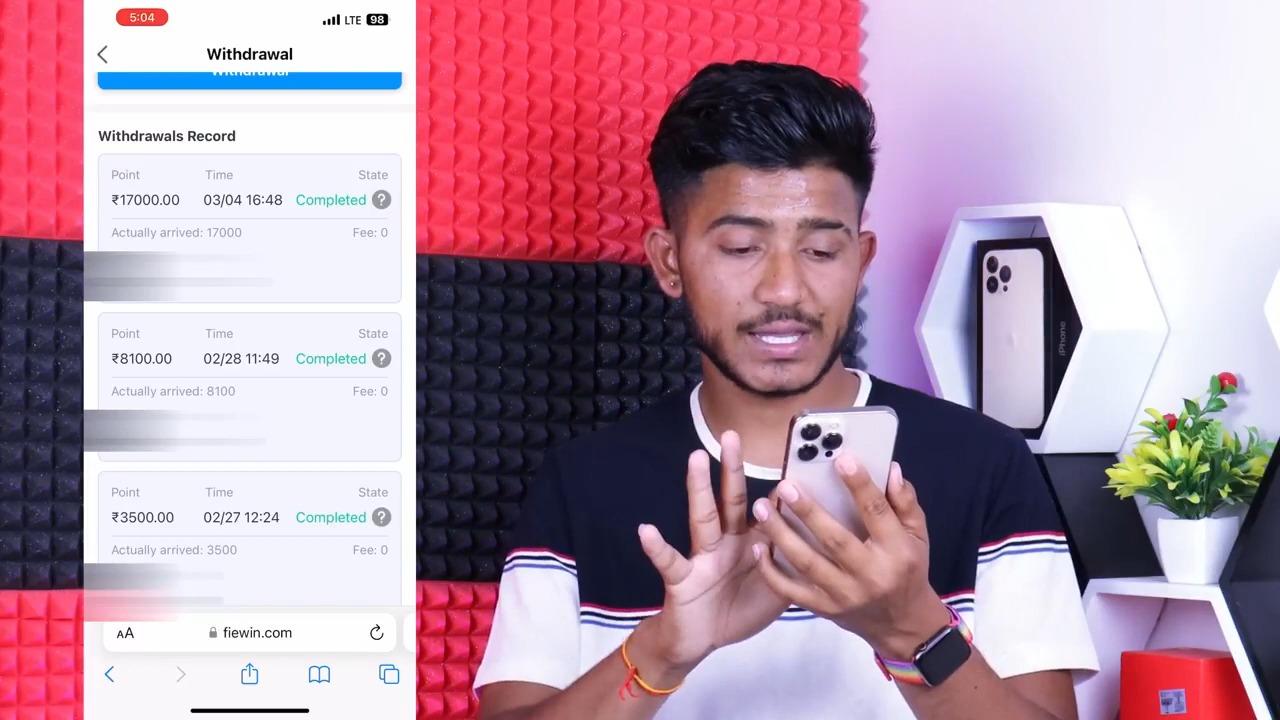 5:04
LTE 98
Withdrawal
Withdrawal
Withdrawals Record
Point Time State
₹17000.00 03/04 16:48 Completed ?
Actually arrived: 17000 Fee: 0
Point Time State
₹8100.00 02/28 11:49 Completed ?
Actually arrived: 8100 Fee: 0
Point Time State
₹3500.00 02/27 12:24 Completed ?
Actually arrived: 3500 Fee: 0
AA fiewin.com
iPhone